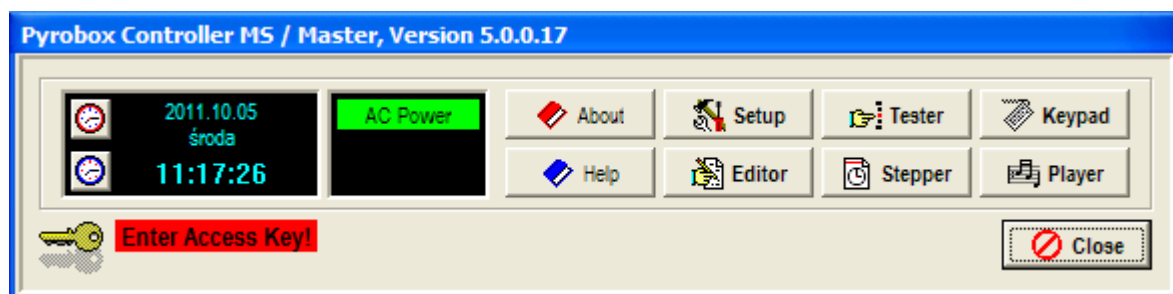 Pyrobox Controller MS / Master, Version 5.0.0.17
2011.10.05
środa
11:17:26
AC Power
About
Setup
Tester
Keypad
Help
Editor
Stepper
Player
Enter Access Key!
Close